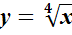 y = ∜x